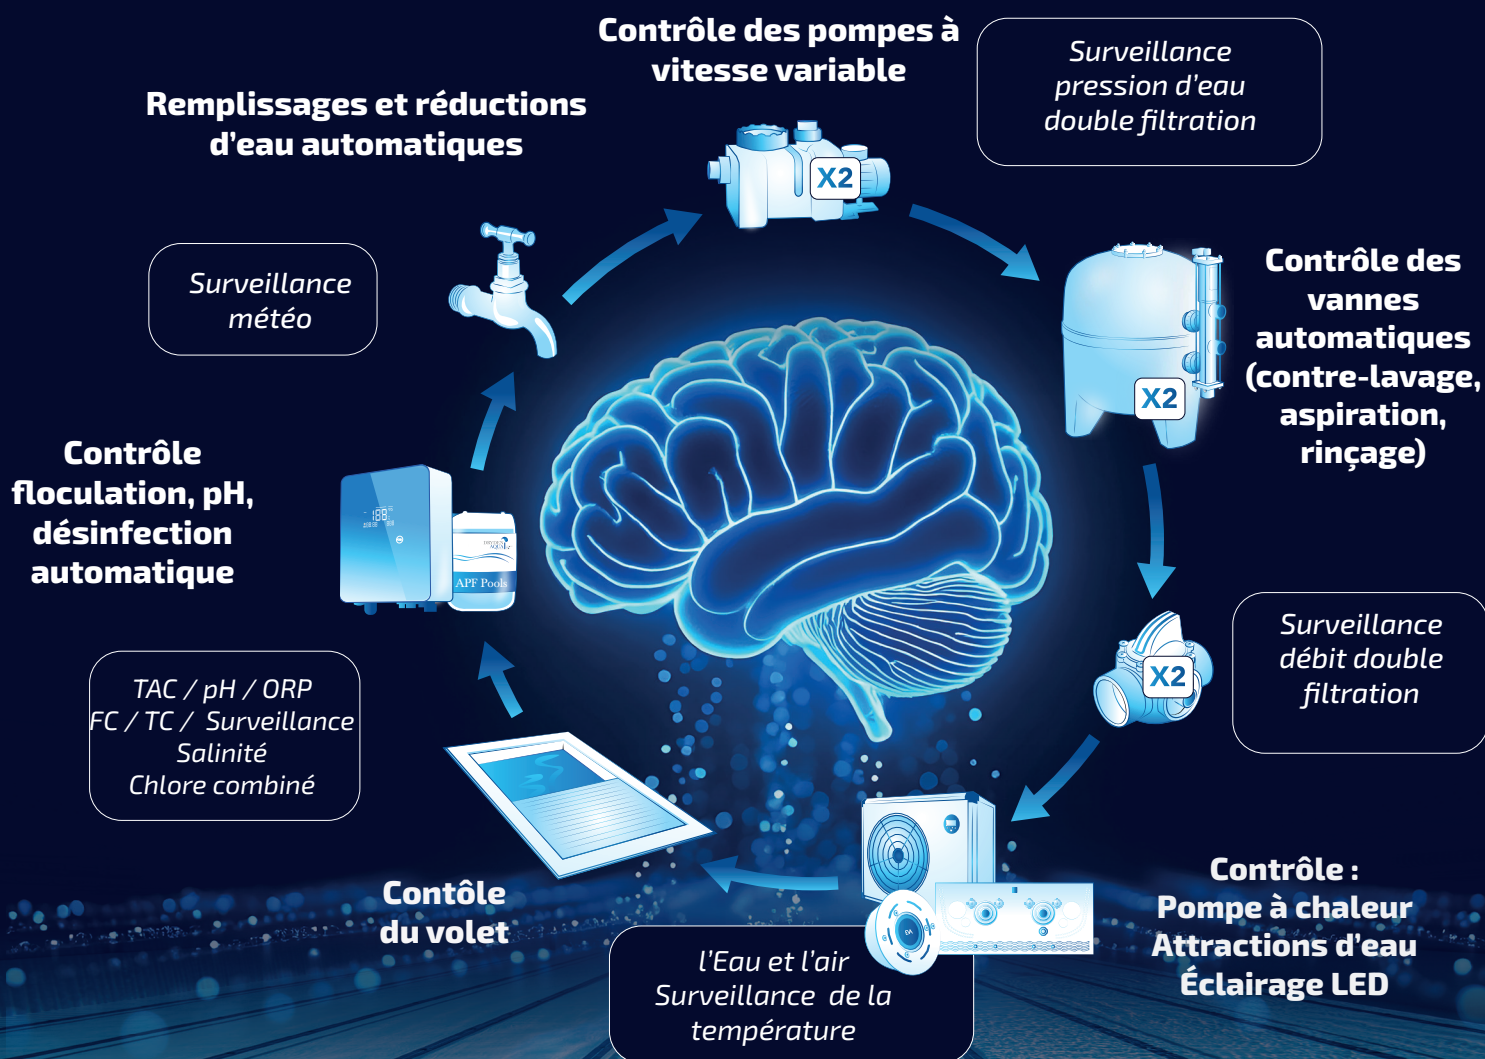 Contrôle des pompes à
vitesse variable
Surveillance
pression d'eau
double filtration
Remplissages et réductions
d'eau automatiques
X2
Surveillance
météo
Contrôle des
vannes
automatiques
(contre-lavage,
aspiration,
rinçage)
X2
Contrôle
floculation, pH,
désinfection
automatique
DRYDEN
AQUA
APF Pools
Surveillance
débit double
filtration
X2
TAC / pH / ORP
FC / TC / Surveillance
Salinité
Chlore combiné
Contôle
du volet
Contrôle :
Pompe à chaleur
Attractions d'eau
Éclairage LED
DA
l'Eau et l'air
Surveillance de la
température